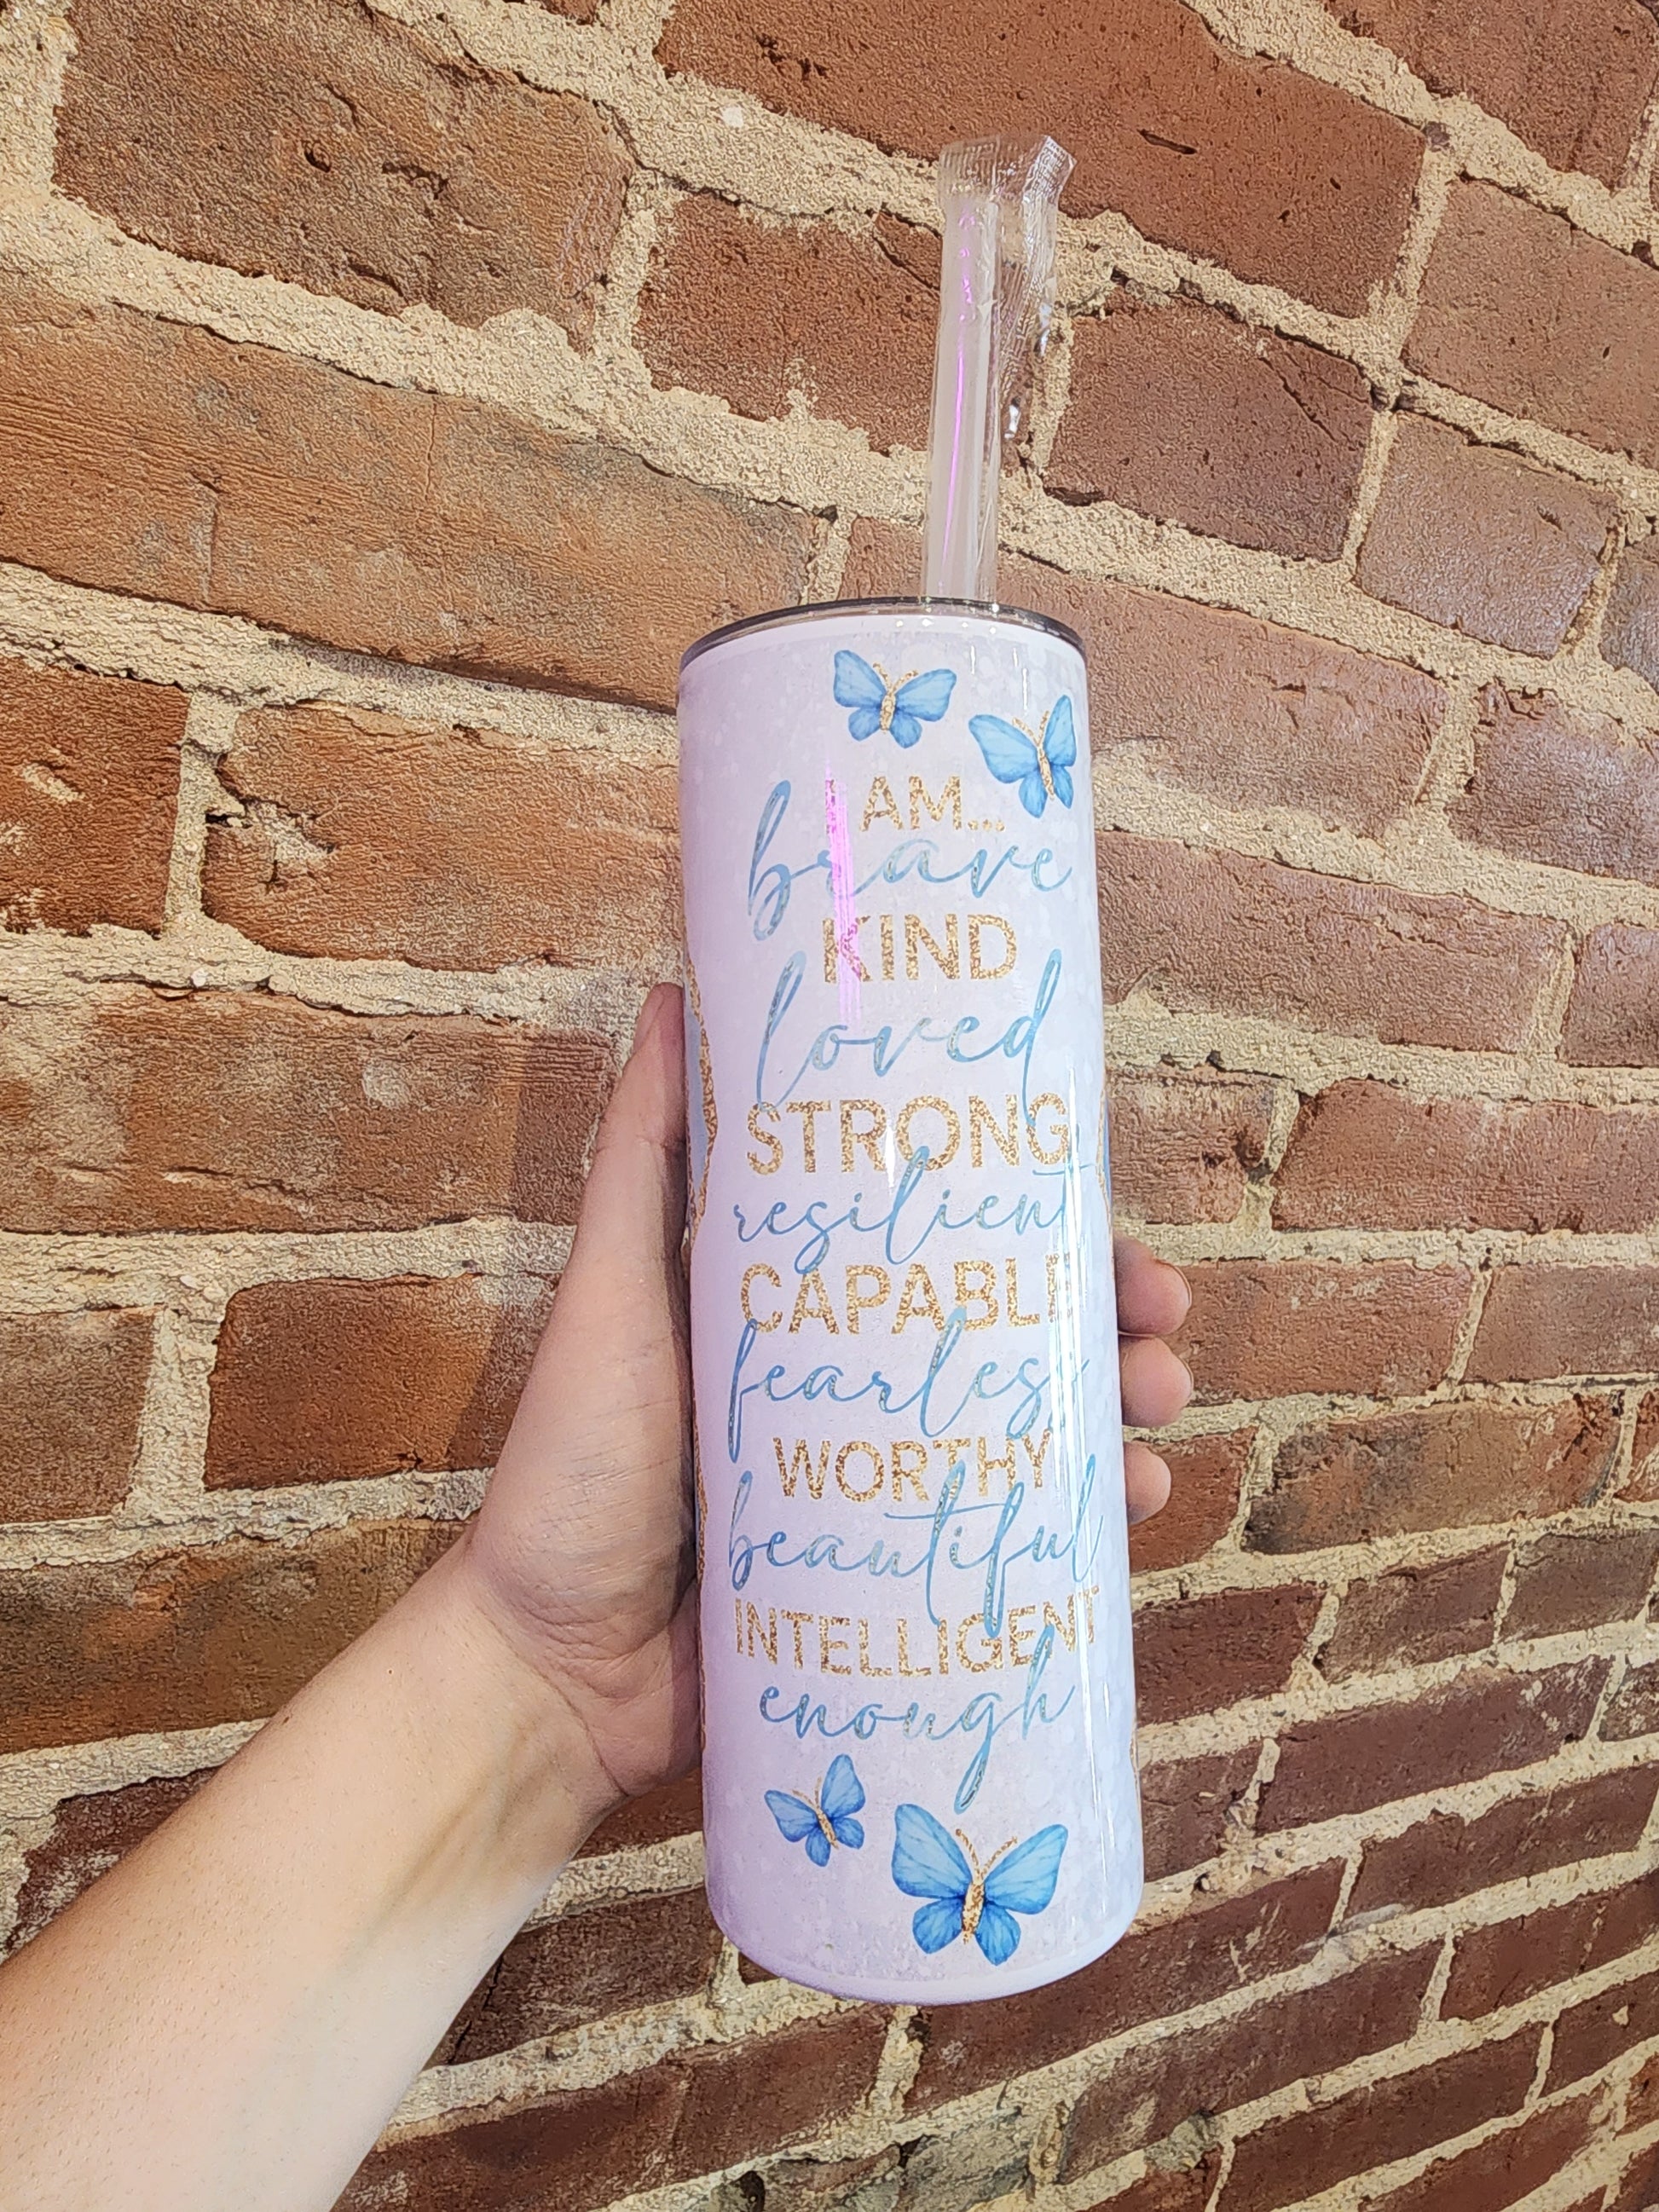 I AM...
brave
KIND
loved
STRONG
resilient
CAPABLE
fearless
WORTHY
beautiful
INTELLIGENT
enough